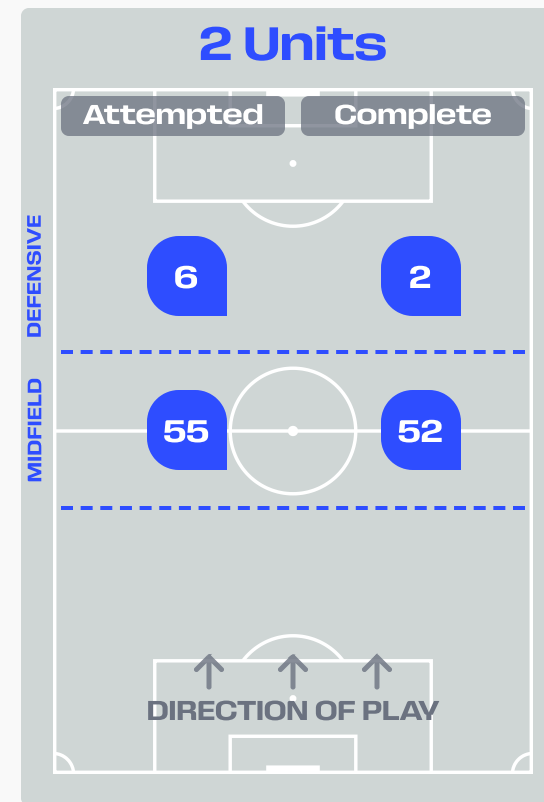 2 Units
Attempted
Complete
DEFENSIVE
6
2
MIDFIELD
55
52
DIRECTION OF PLAY